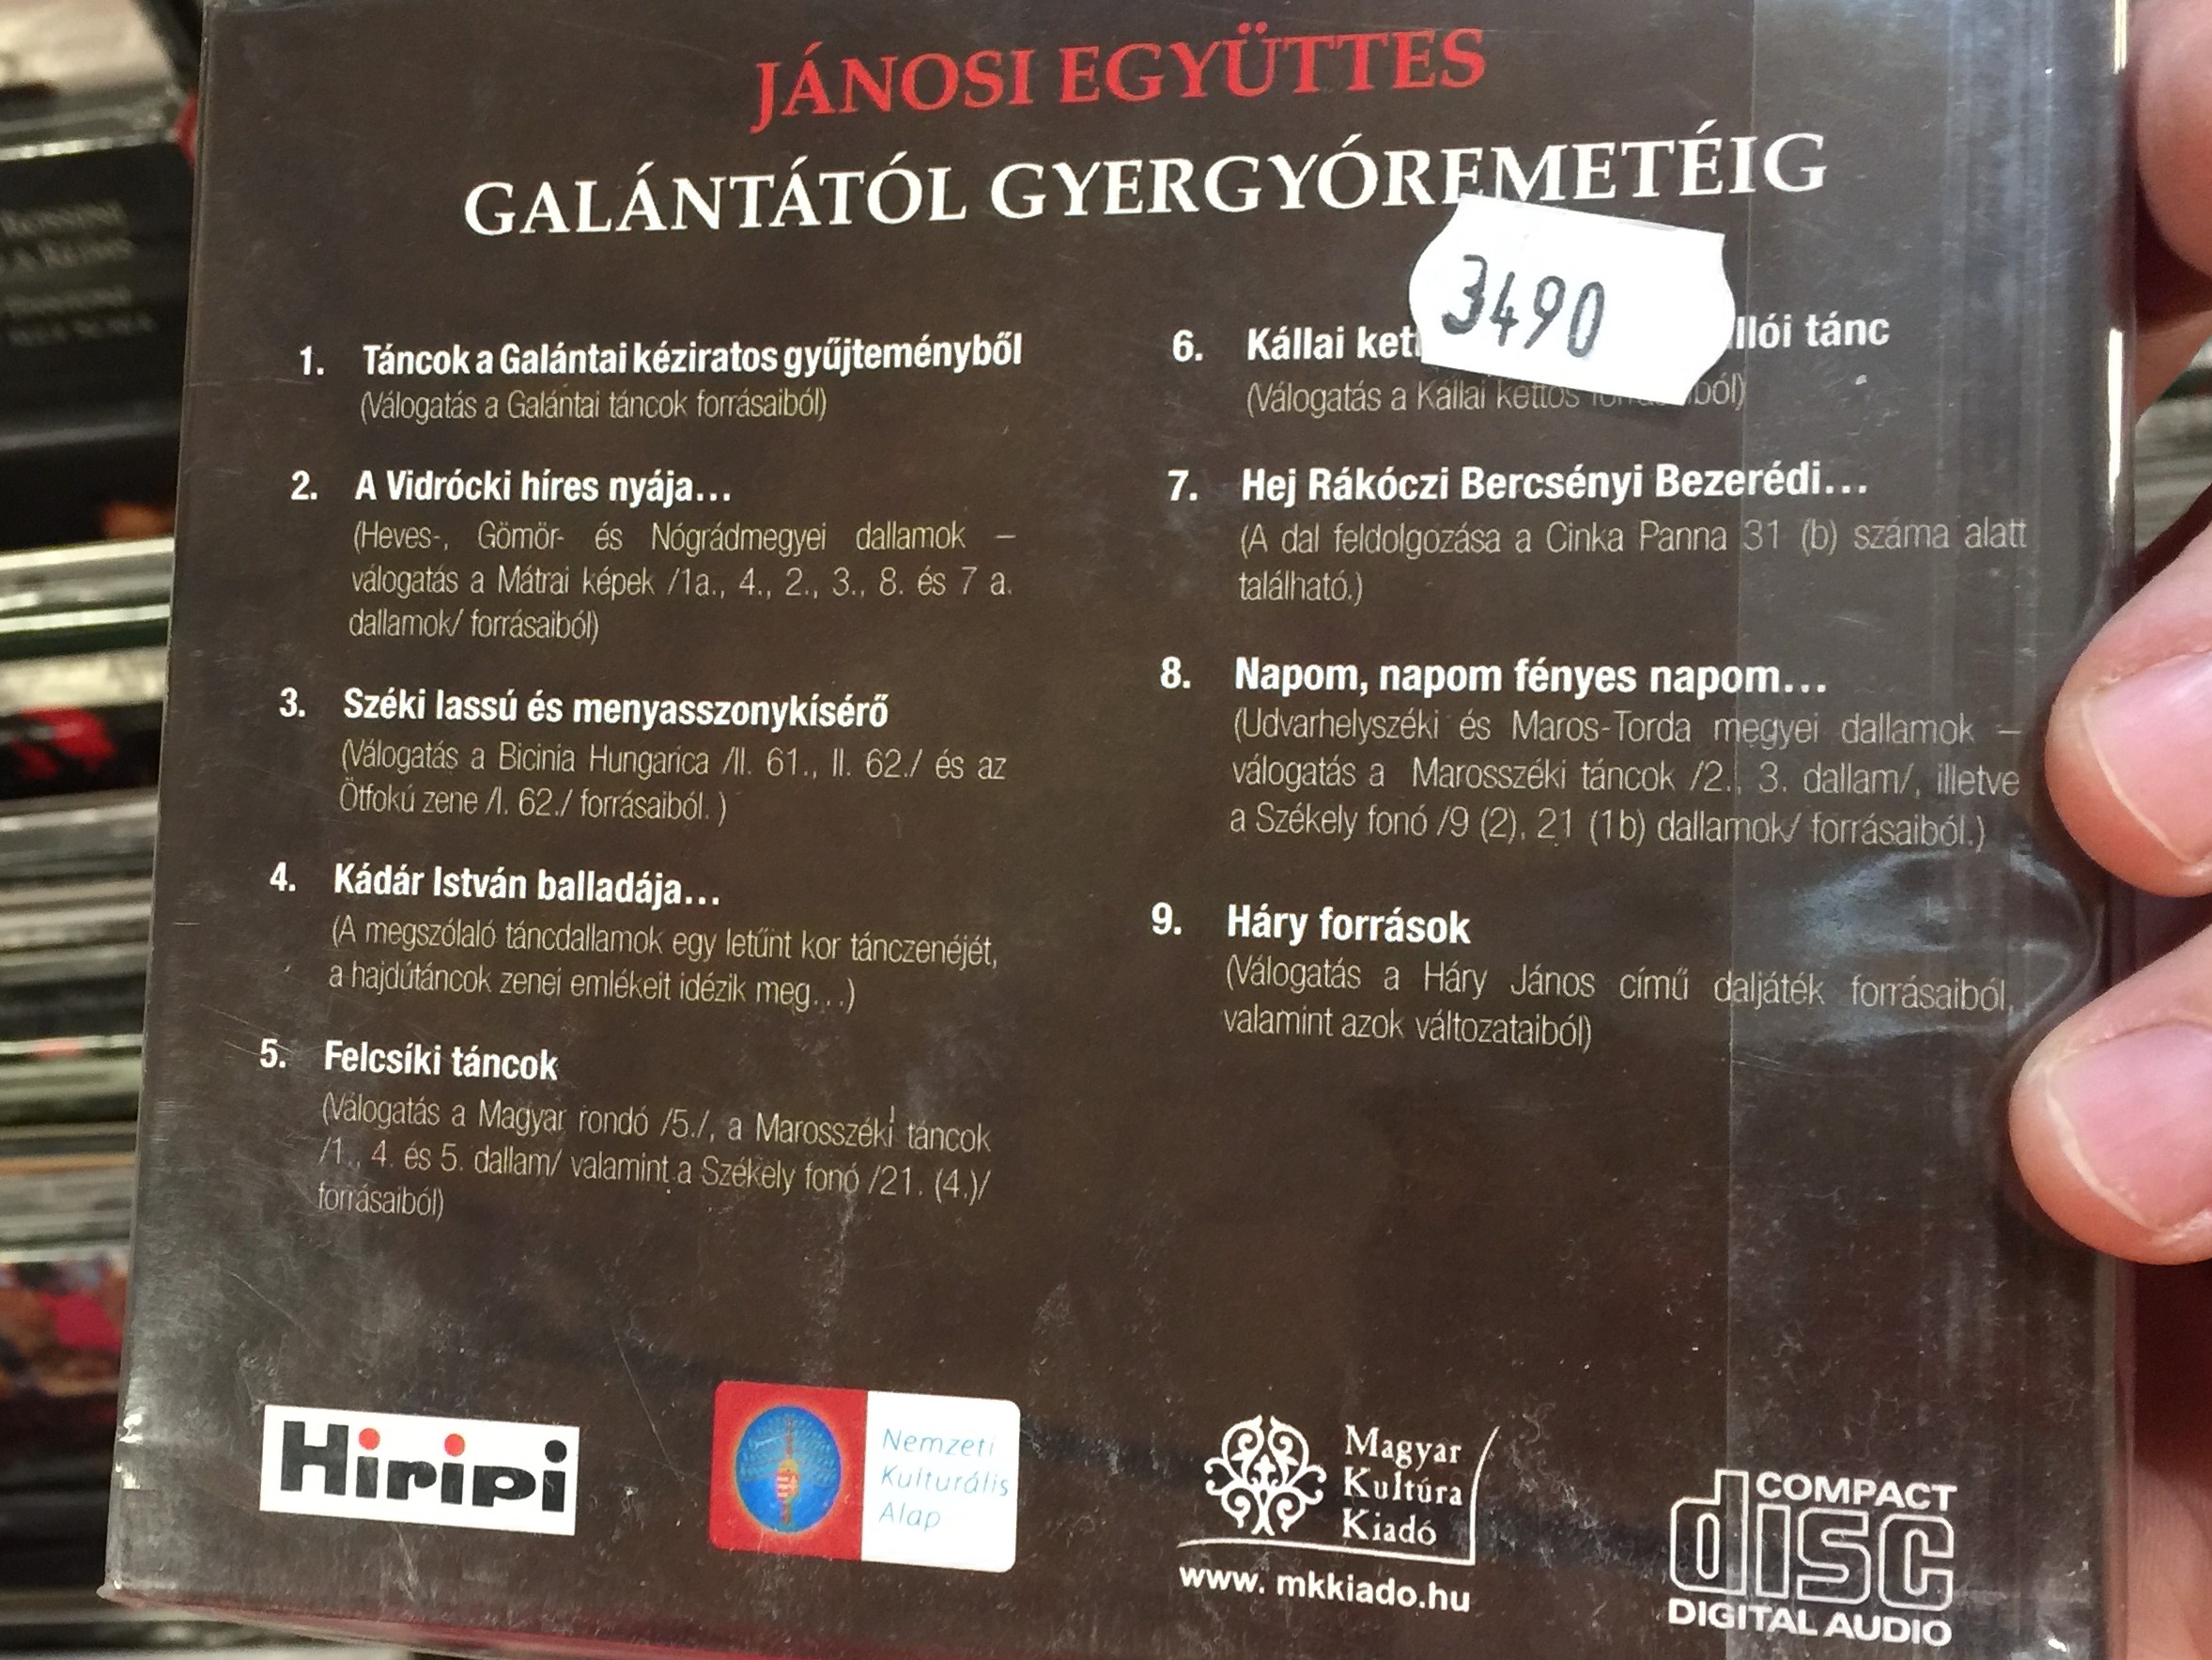 JÁNOSI EGYÜTTES
GALÁNTÁTÓL GYERGYÓREMETÉIG
3490
1. Táncok a Galántai kéziratos gyűjteményből
(Válogatás a Galántai táncok forrásaiból)
2. A Vidrócki híres nyája...
(Heves-, Gömör- és Nógrádmegyei dallamok –
válogatás a Mátrai képek /1a., 4., 2., 3., 8. és 7 a.
dallamok/ forrásaiból)
3. Széki lassú és menyasszonykísérő
(Válogatás a Bicinia Hungarica /II. 61., II. 62./ és az
Ötfokú zene /I. 62./ forrásaiból. )
4. Kádár István balladája...
(A megszólaló táncdallamok egy letűnt kor tánczenéjét,
a hajdútáncok zenei emlékeit idézik meg...)
5. Felcsíki táncok
(Válogatás a Magyar rondó /5./, a Marosszéki táncok
/1., 4. és 5. dallam/ valamint a Székely fonó /21. (4.)/
forrásaiból)
6. Kállai ket llói tánc
(Válogatás a Kállai kettős ból)
7. Hej Rákóczi Bercsényi Bezerédi...
(A dal feldolgozása a Cinka Panna 31 (b) száma alatt
található.)
8. Napom, napom fényes napom...
(Udvarhelyszéki és Maros-Torda megyei dallamok –
válogatás a Marosszéki táncok /2., 3. dallam/, illetve
a Székely fonó /9 (2), 21 (1b) dallamok/ forrásaiból.)
9. Háry források
(Válogatás a Háry János című daljáték forrásaiból,
valamint azok változataiból)
Hiripi
Nemzeti
Kulturális
Alap
Magyar
Kultúra
Kiadó
www. mkkiado.hu
COMPACT
disc
DIGITAL AUDIO